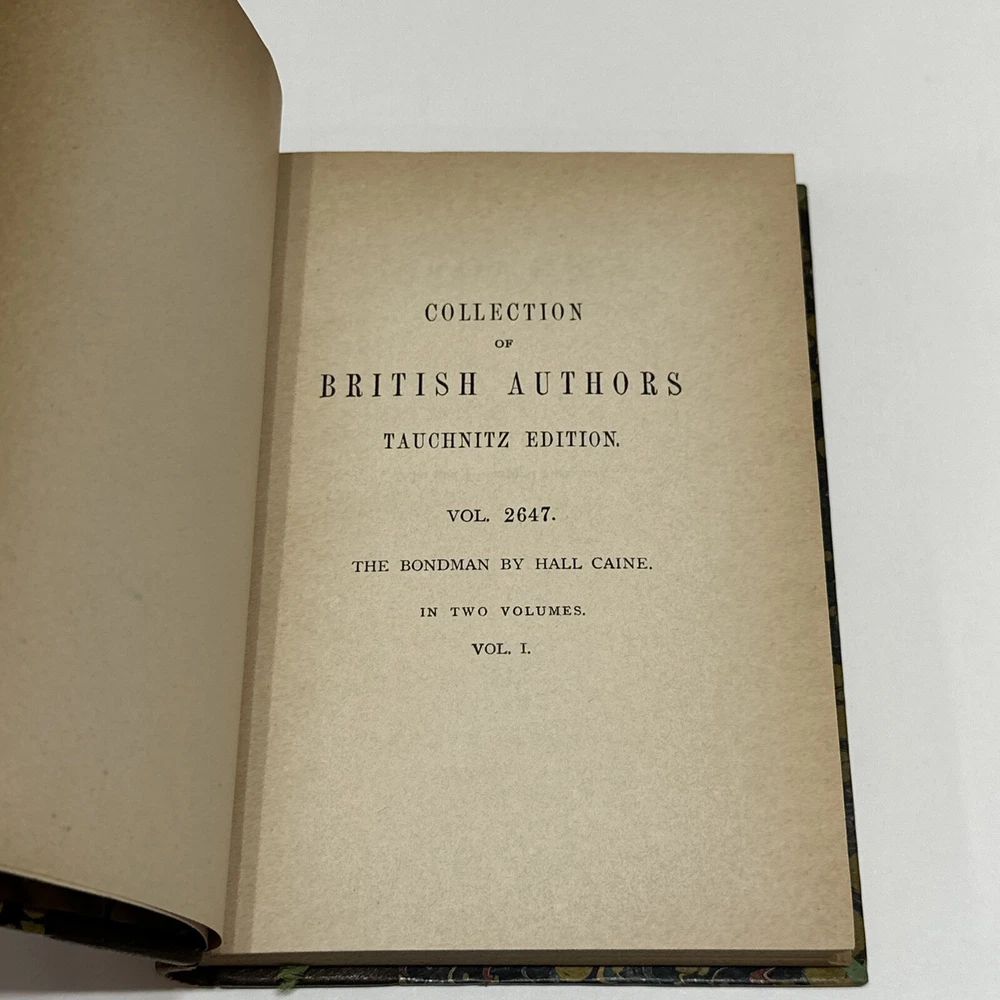 COLLECTION
OF
BRITISH AUTHORS
TAUCHNITZ EDITION.
VOL. 2647.
THE BONDMAN BY HALL CAINE.
IN TWO VOLUMES.
VOL. I.